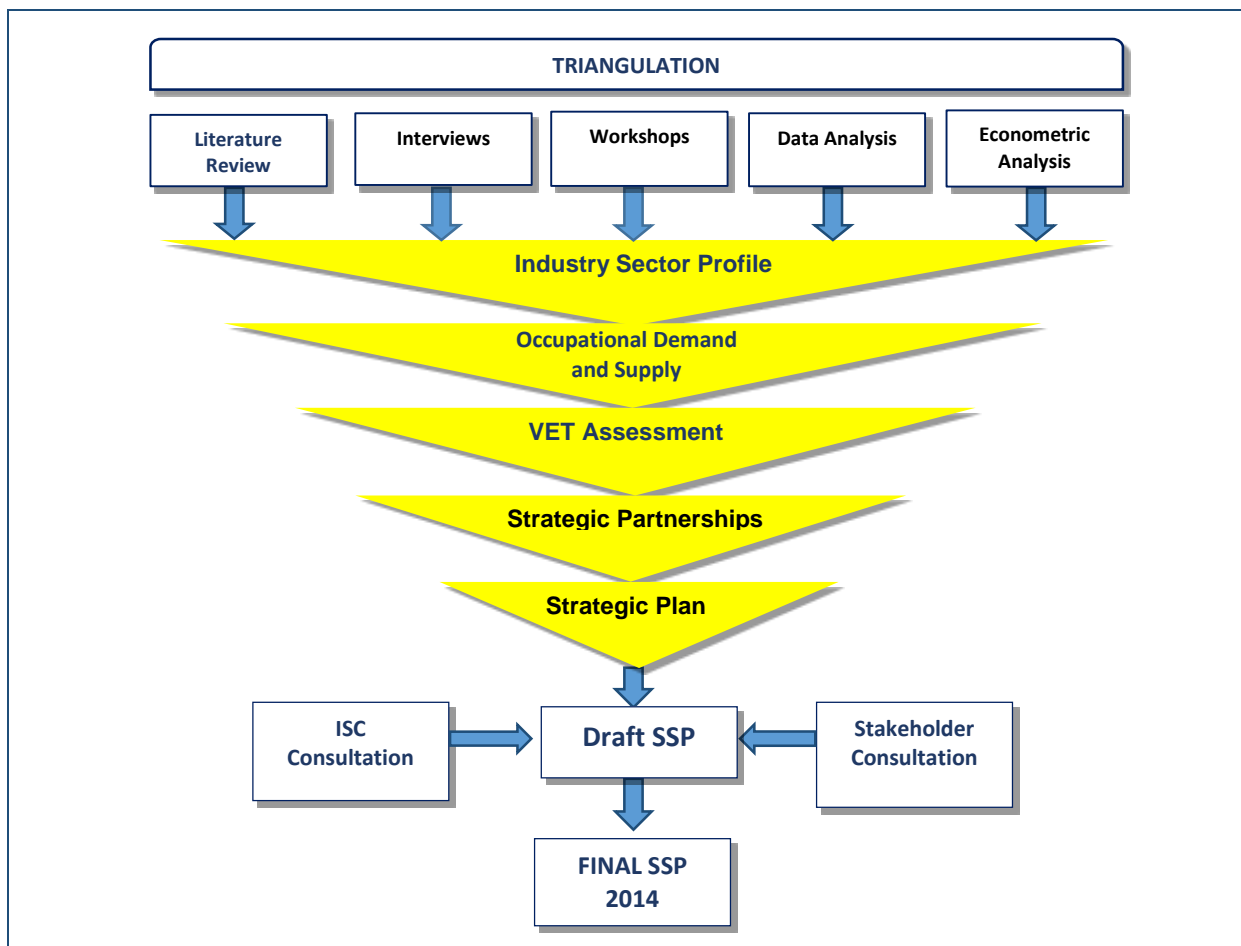 TRIANGULATION
Literature
Review
Interviews
Workshops
Data Analysis
Econometric
Analysis
Industry Sector Profile
Occupational Demand
and Supply
VET Assessment
Strategic Partnerships
Strategic Plan
ISC
Consultation
Draft SSP
Stakeholder
Consultation
FINAL SSP
2014